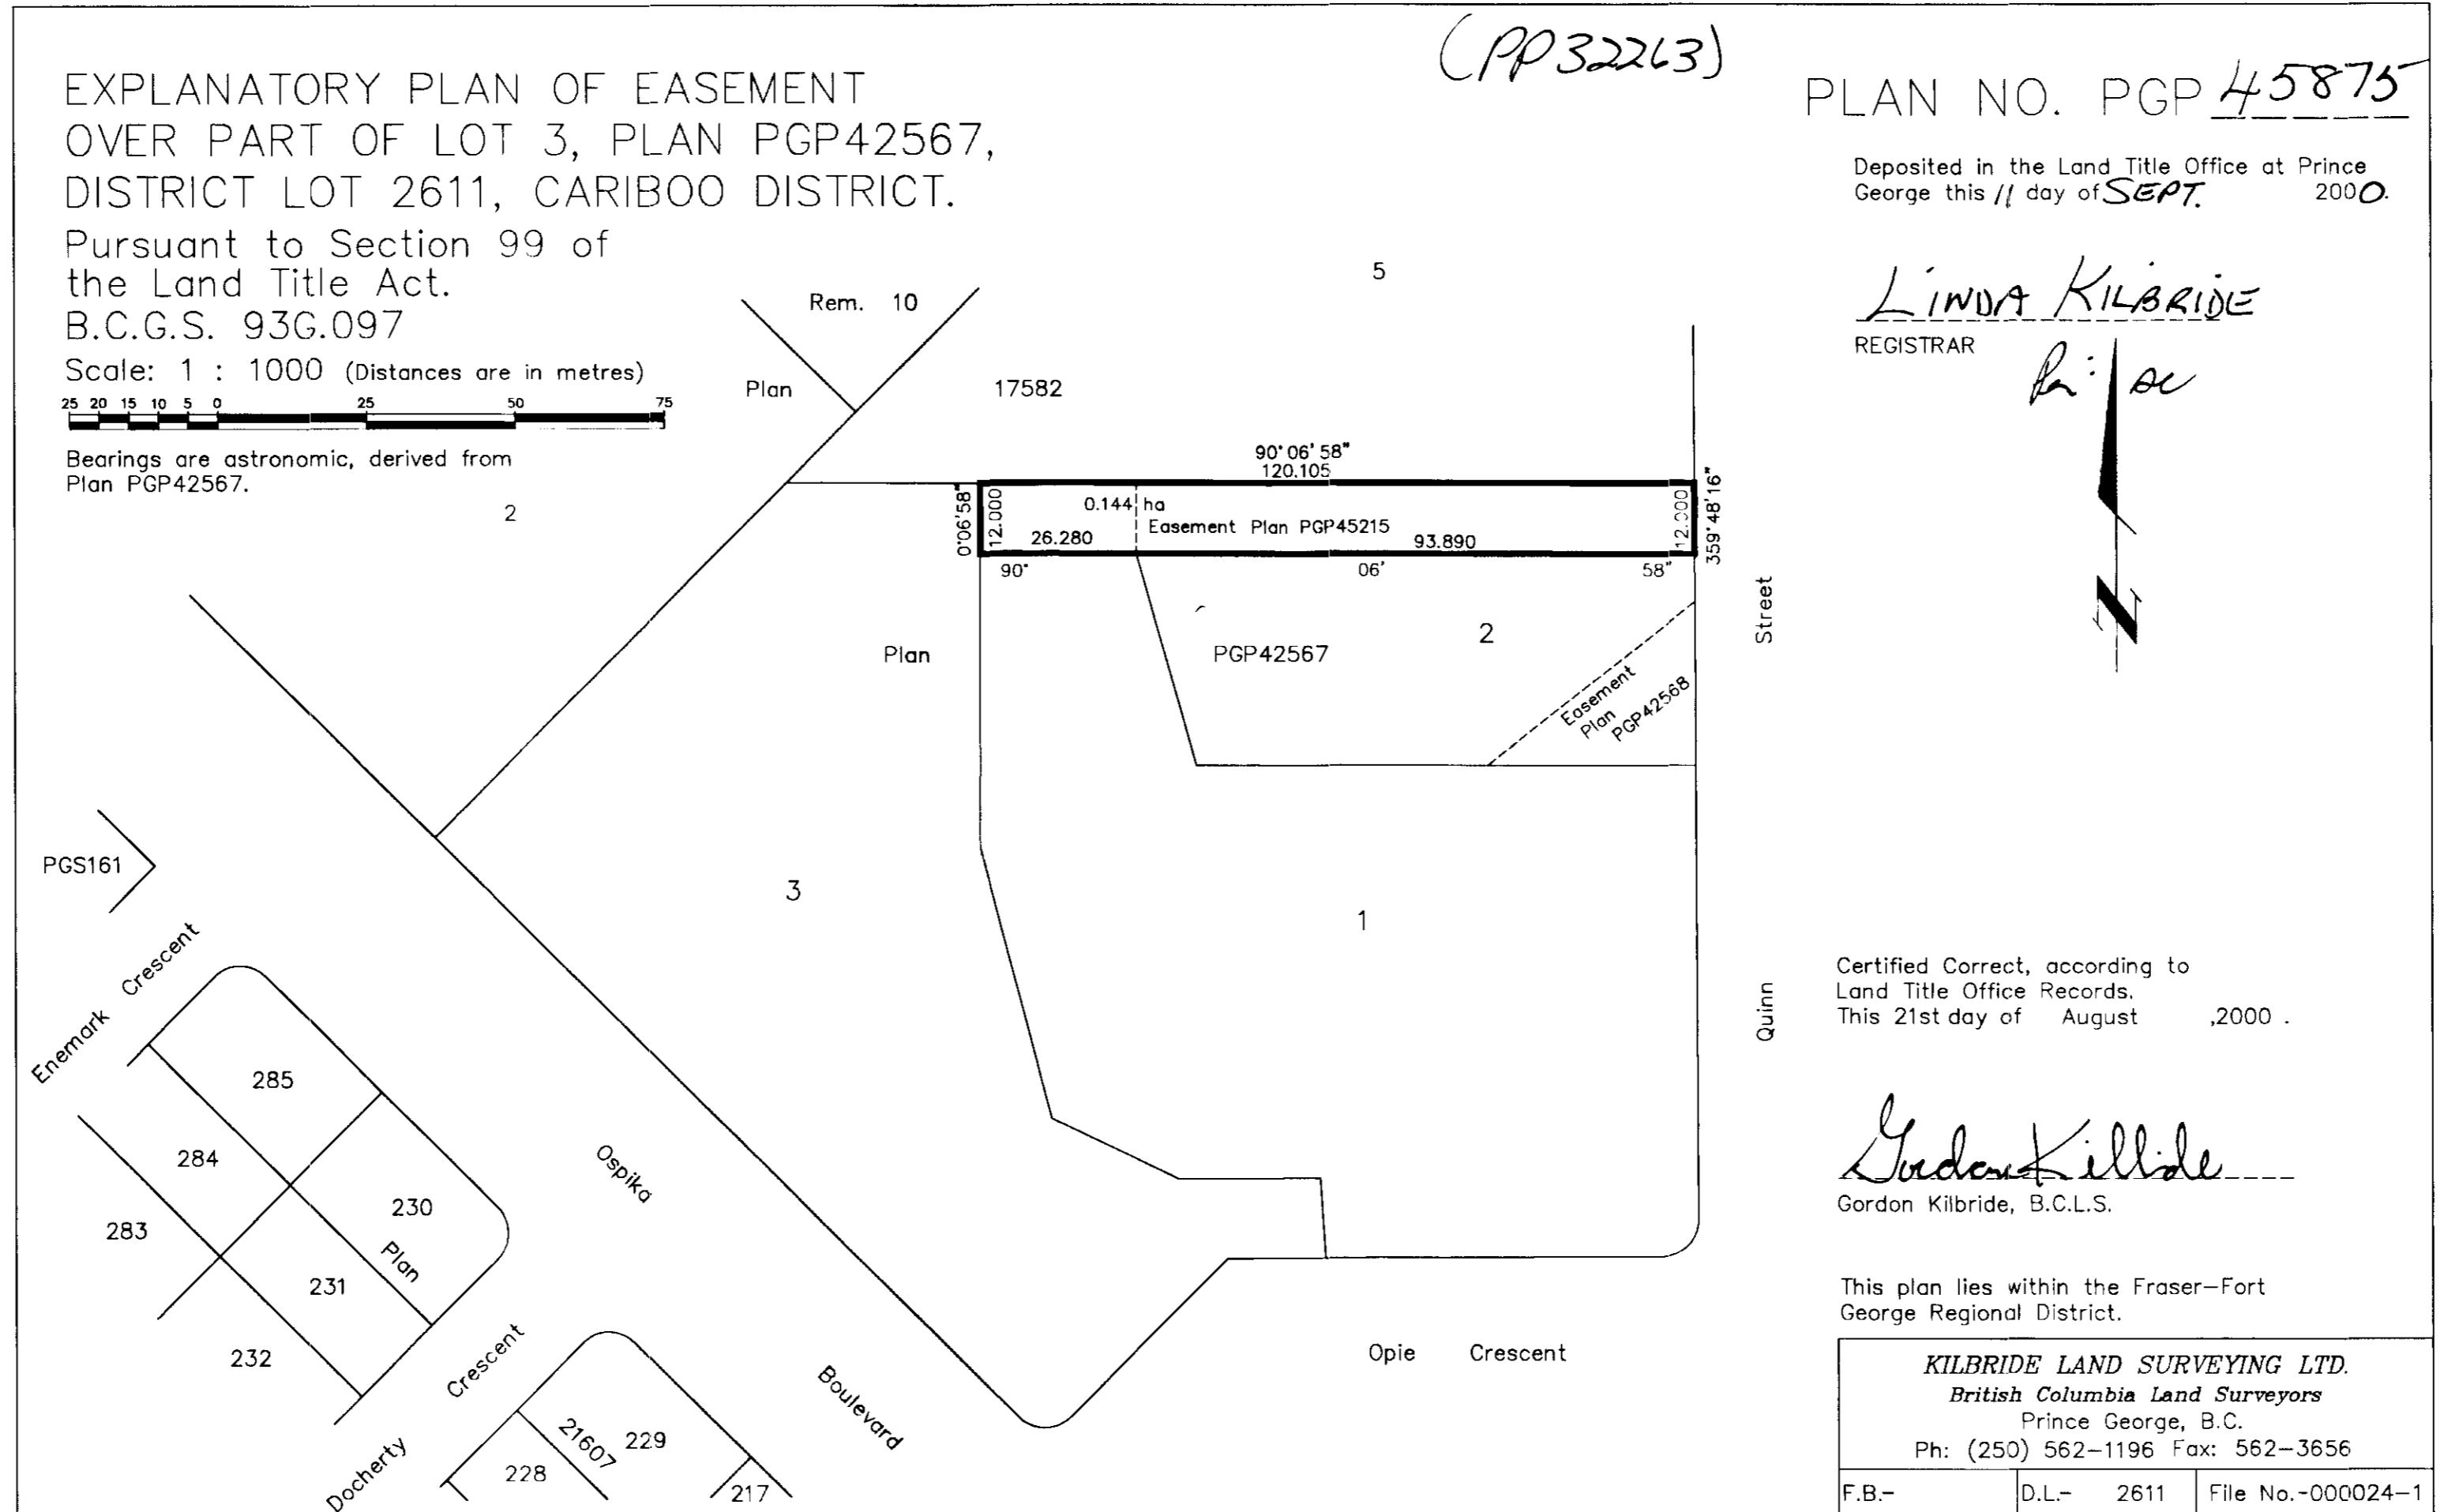 (PP32263)
EXPLANATORY PLAN OF EASEMENT
OVER PART OF LOT 3, PLAN PGP42567,
DISTRICT LOT 2611, CARIBOO DISTRICT.
Pursuant to Section 99 of
the Land Title Act.
B.C.G.S. 93G.097
Scale: 1 : 1000 (Distances are in metres)
25 20 15 10 5 0 25 50 75
Bearings are astronomic, derived from
Plan PGP42567.
PLAN NO. PGP 45875
Deposited in the Land Title Office at Prince
George this 11 day of SEPT. 2000.
LINDA KILBRIDE
REGISTRAR
5
Rem. 10
Plan 17582
90°06'58"
120.105
0°06'58"
12.000
0.144 ha
Easement Plan PGP45215
26.280
93.890
12.000
359°48'16"
90° 06' 58"
2
2
Plan PGP42567
Easement
Plan
PGP42568
Street
Quinn
N
PGS161
3
1
Enemark Crescent
285
284
283
230
Plan
231
232
Ospika
Boulevard
Docherty Crescent
21607
229
228
217
Opie Crescent
Certified Correct, according to
Land Title Office Records.
This 21st day of August ,2000 .
Gordon Kilbride
Gordon Kilbride, B.C.L.S.
This plan lies within the Fraser-Fort
George Regional District.
KILBRIDE LAND SURVEYING LTD.
British Columbia Land Surveyors
Prince George, B.C.
Ph: (250) 562-1196 Fax: 562-3656
F.B.- D.L.- 2611 File No.-000024-1